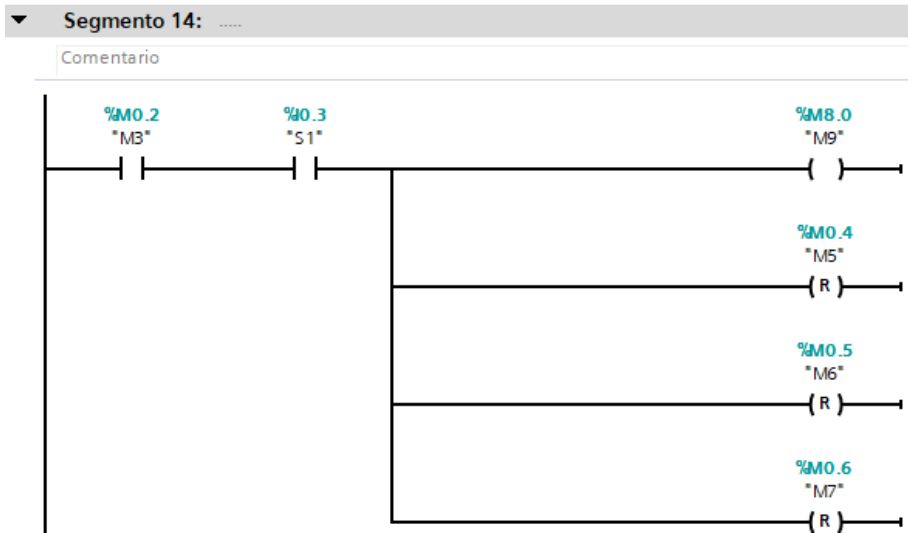 Segmento 14: .....
Comentario
%M0.2 %I0.3 %M8.0
"M3" "S1" "M9"
%M0.4
"M5"
R
%M0.5
"M6"
R
%M0.6
"M7"
R